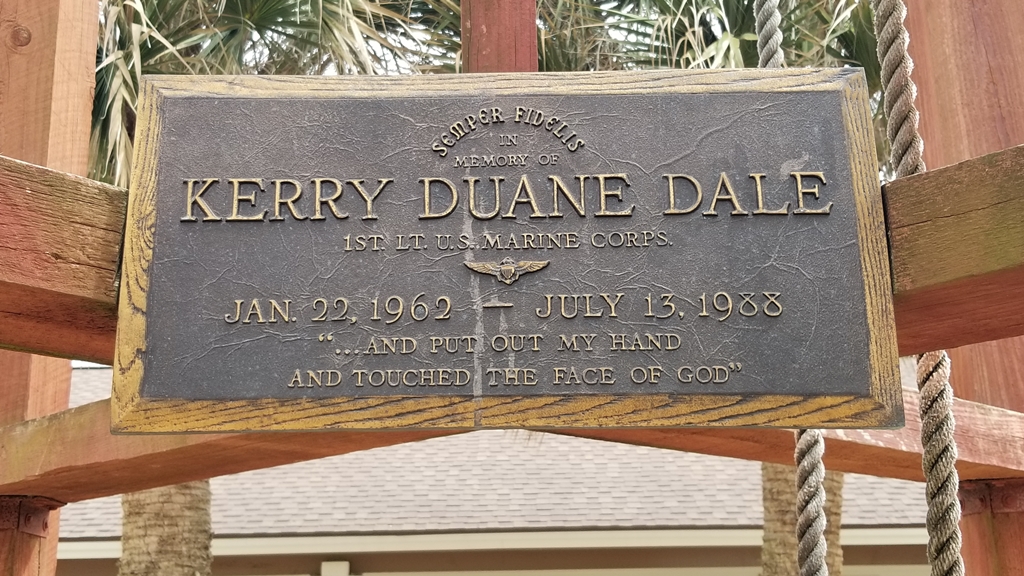 SEMPER FIDELIS
IN
MEMORY OF
KERRY DUANE DALE
1ST. LT. U.S. MARINE CORPS.
JAN. 22, 1962 — JULY 13, 1988
“...AND PUT OUT MY HAND
AND TOUCHED THE FACE OF GOD”